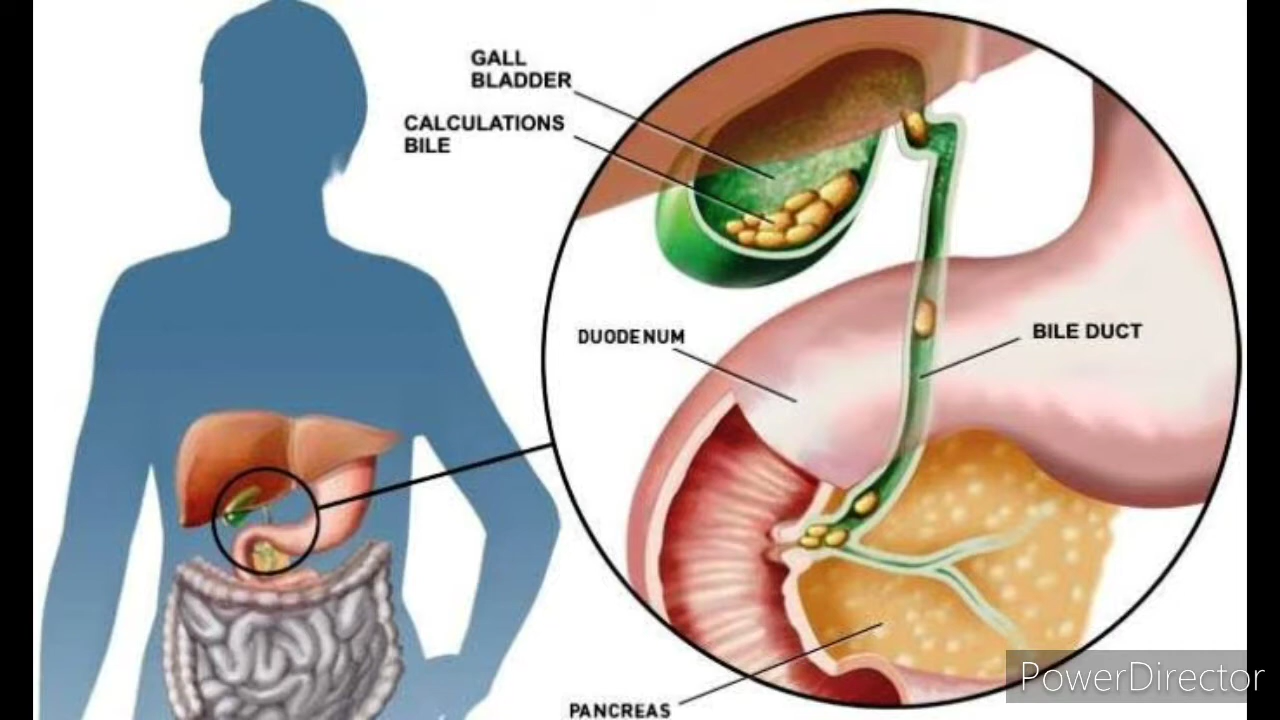 GALL
BLADDER
CALCULATIONS
BILE
DUODENUM
BILE DUCT
PANCREAS
PowerDirector